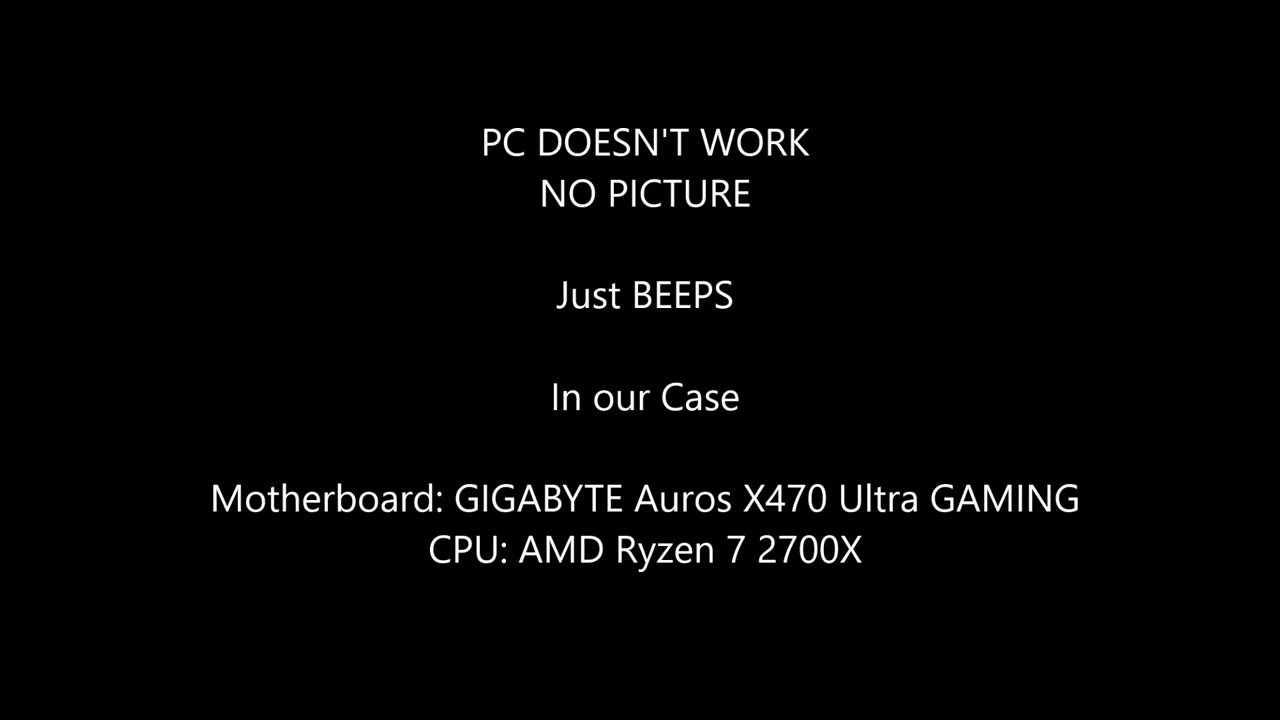 PC DOESN'T WORK
NO PICTURE
Just BEEPS
In our Case
Motherboard: GIGABYTE Auros X470 Ultra GAMING
CPU: AMD Ryzen 7 2700X